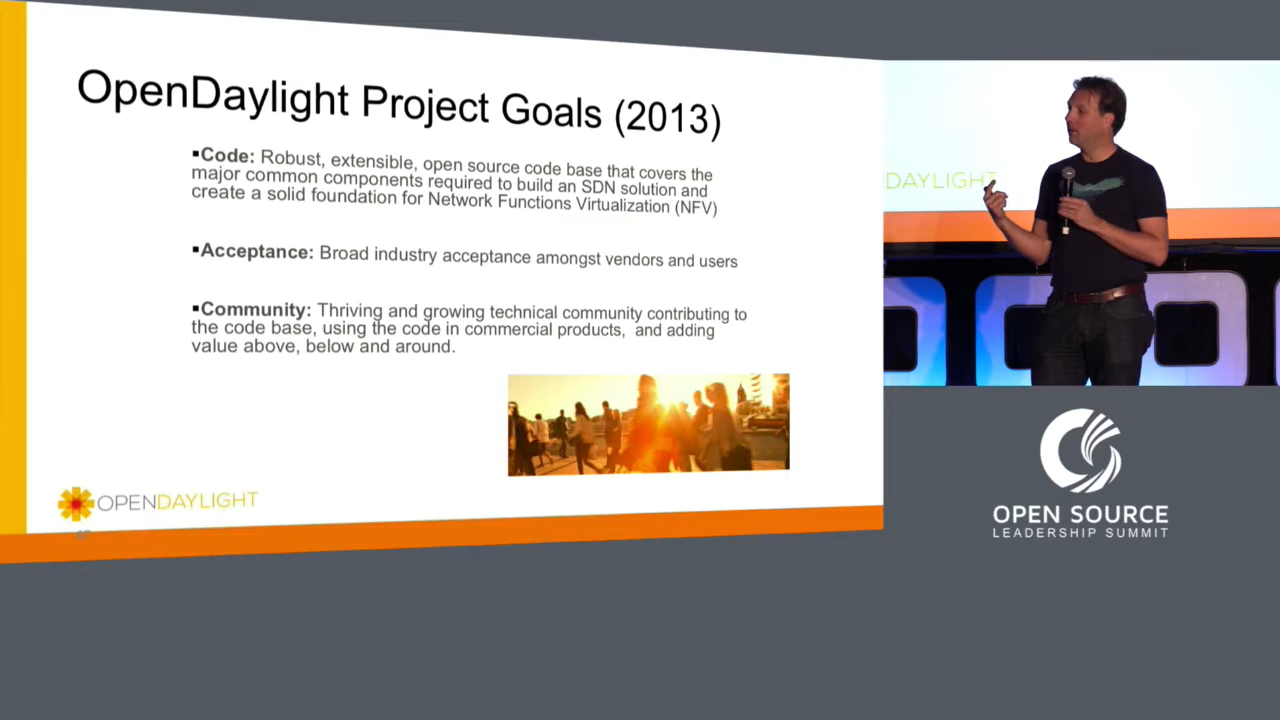 OpenDaylight Project Goals (2013)
▪Code: Robust, extensible, open source code base that covers the
major common components required to build an SDN solution and
create a solid foundation for Network Functions Virtualization (NFV)
▪Acceptance: Broad industry acceptance amongst vendors and users
▪Community: Thriving and growing technical community contributing to
the code base, using the code in commercial products, and adding
value above, below and around.
OPENDAYLIGHT
DAYLIGHT
OPEN SOURCE
LEADERSHIP SUMMIT